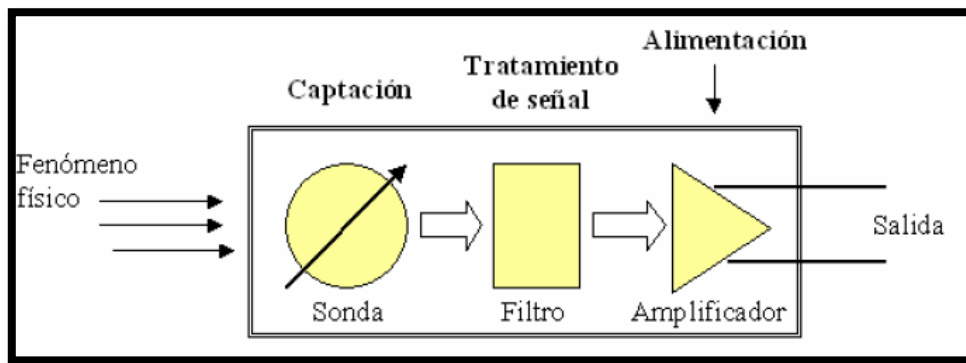 Alimentación
Tratamiento
de señal
Captación
Fenómeno
físico
Salida
Sonda
Filtro
Amplificador